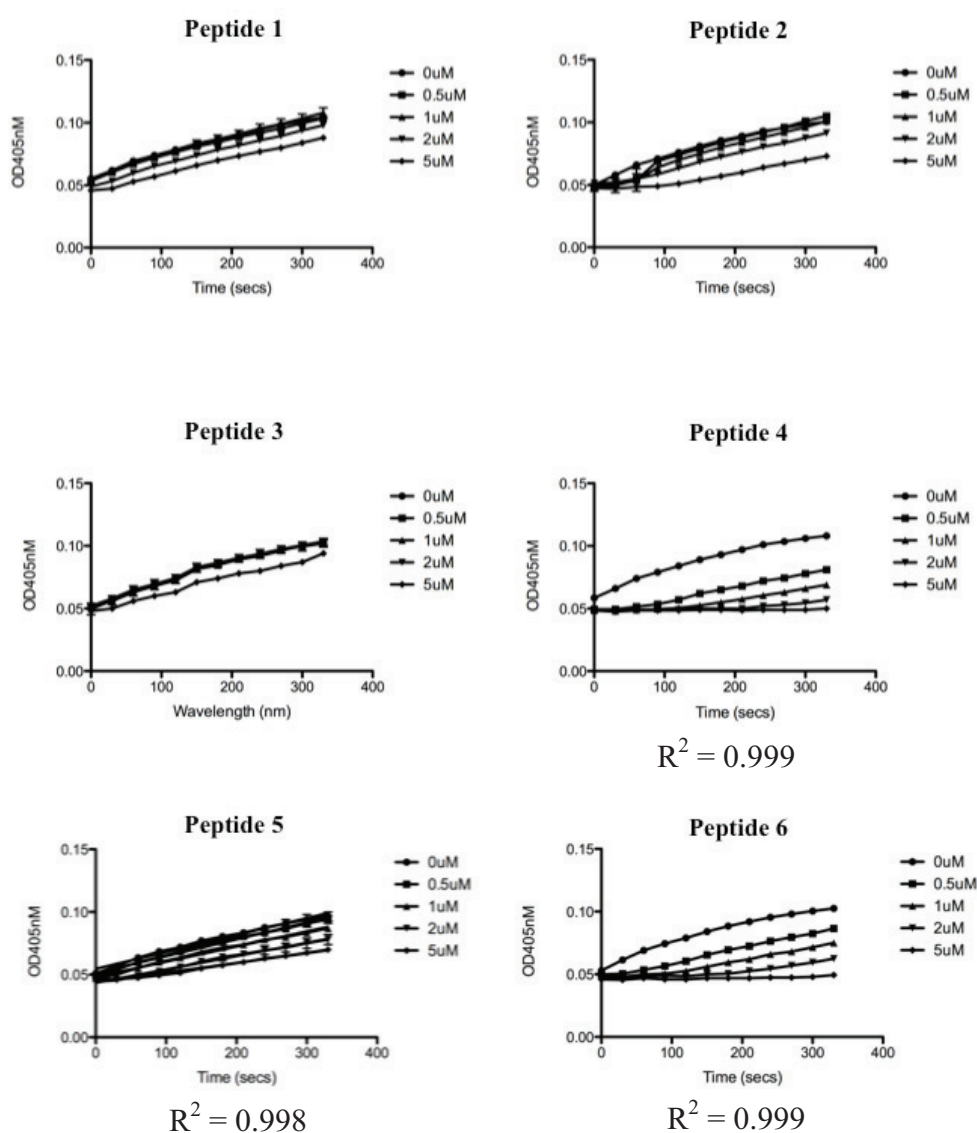 Peptide 1
0.15
0.10
0.05
0.00
OD405nM
0
100
200
300
400
Time (secs)
0uM
0.5uM
1uM
2uM
5uM
Peptide 2
0.15
0.10
0.05
0.00
OD405nM
0
100
200
300
400
Time (secs)
0uM
0.5uM
1uM
2uM
5uM
Peptide 3
0.15
0.10
0.05
0.00
OD405nM
0
100
200
300
400
Wavelength (nm)
0uM
0.5uM
1uM
2uM
5uM
Peptide 4
0.15
0.10
0.05
0.00
OD405nM
0
100
200
300
400
Time (secs)
0uM
0.5uM
1uM
2uM
5uM
R² = 0.999
Peptide 5
0.15
0.10
0.05
0.00
OD405nM
0
100
200
300
400
Time (secs)
0uM
0.5uM
1uM
2uM
5uM
R² = 0.998
Peptide 6
0.15
0.10
0.05
0.00
OD405nM
0
100
200
300
400
Time (secs)
0uM
0.5uM
1uM
2uM
5uM
R² = 0.999